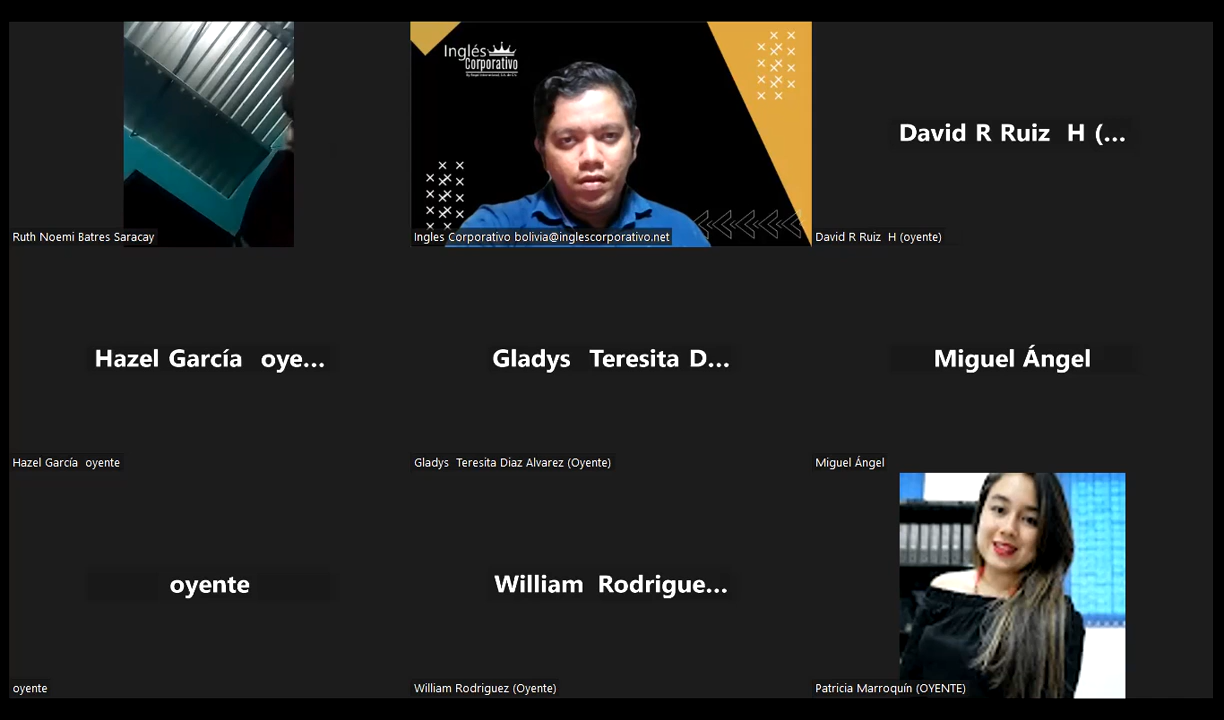 Inglés
Corporativo
Ruth Noemi Batres Saracay
Ingles Corporativo bolivia@inglescorporativo.net
David R Ruiz H (...
David R Ruiz H (oyente)
Hazel García oye...
Hazel García oyente
Gladys Teresita D...
Gladys Teresita Diaz Alvarez (Oyente)
Miguel Ángel
Miguel Ángel
oyente
oyente
William Rodrigue...
William Rodriguez (Oyente)
Patricia Marroquín (OYENTE)